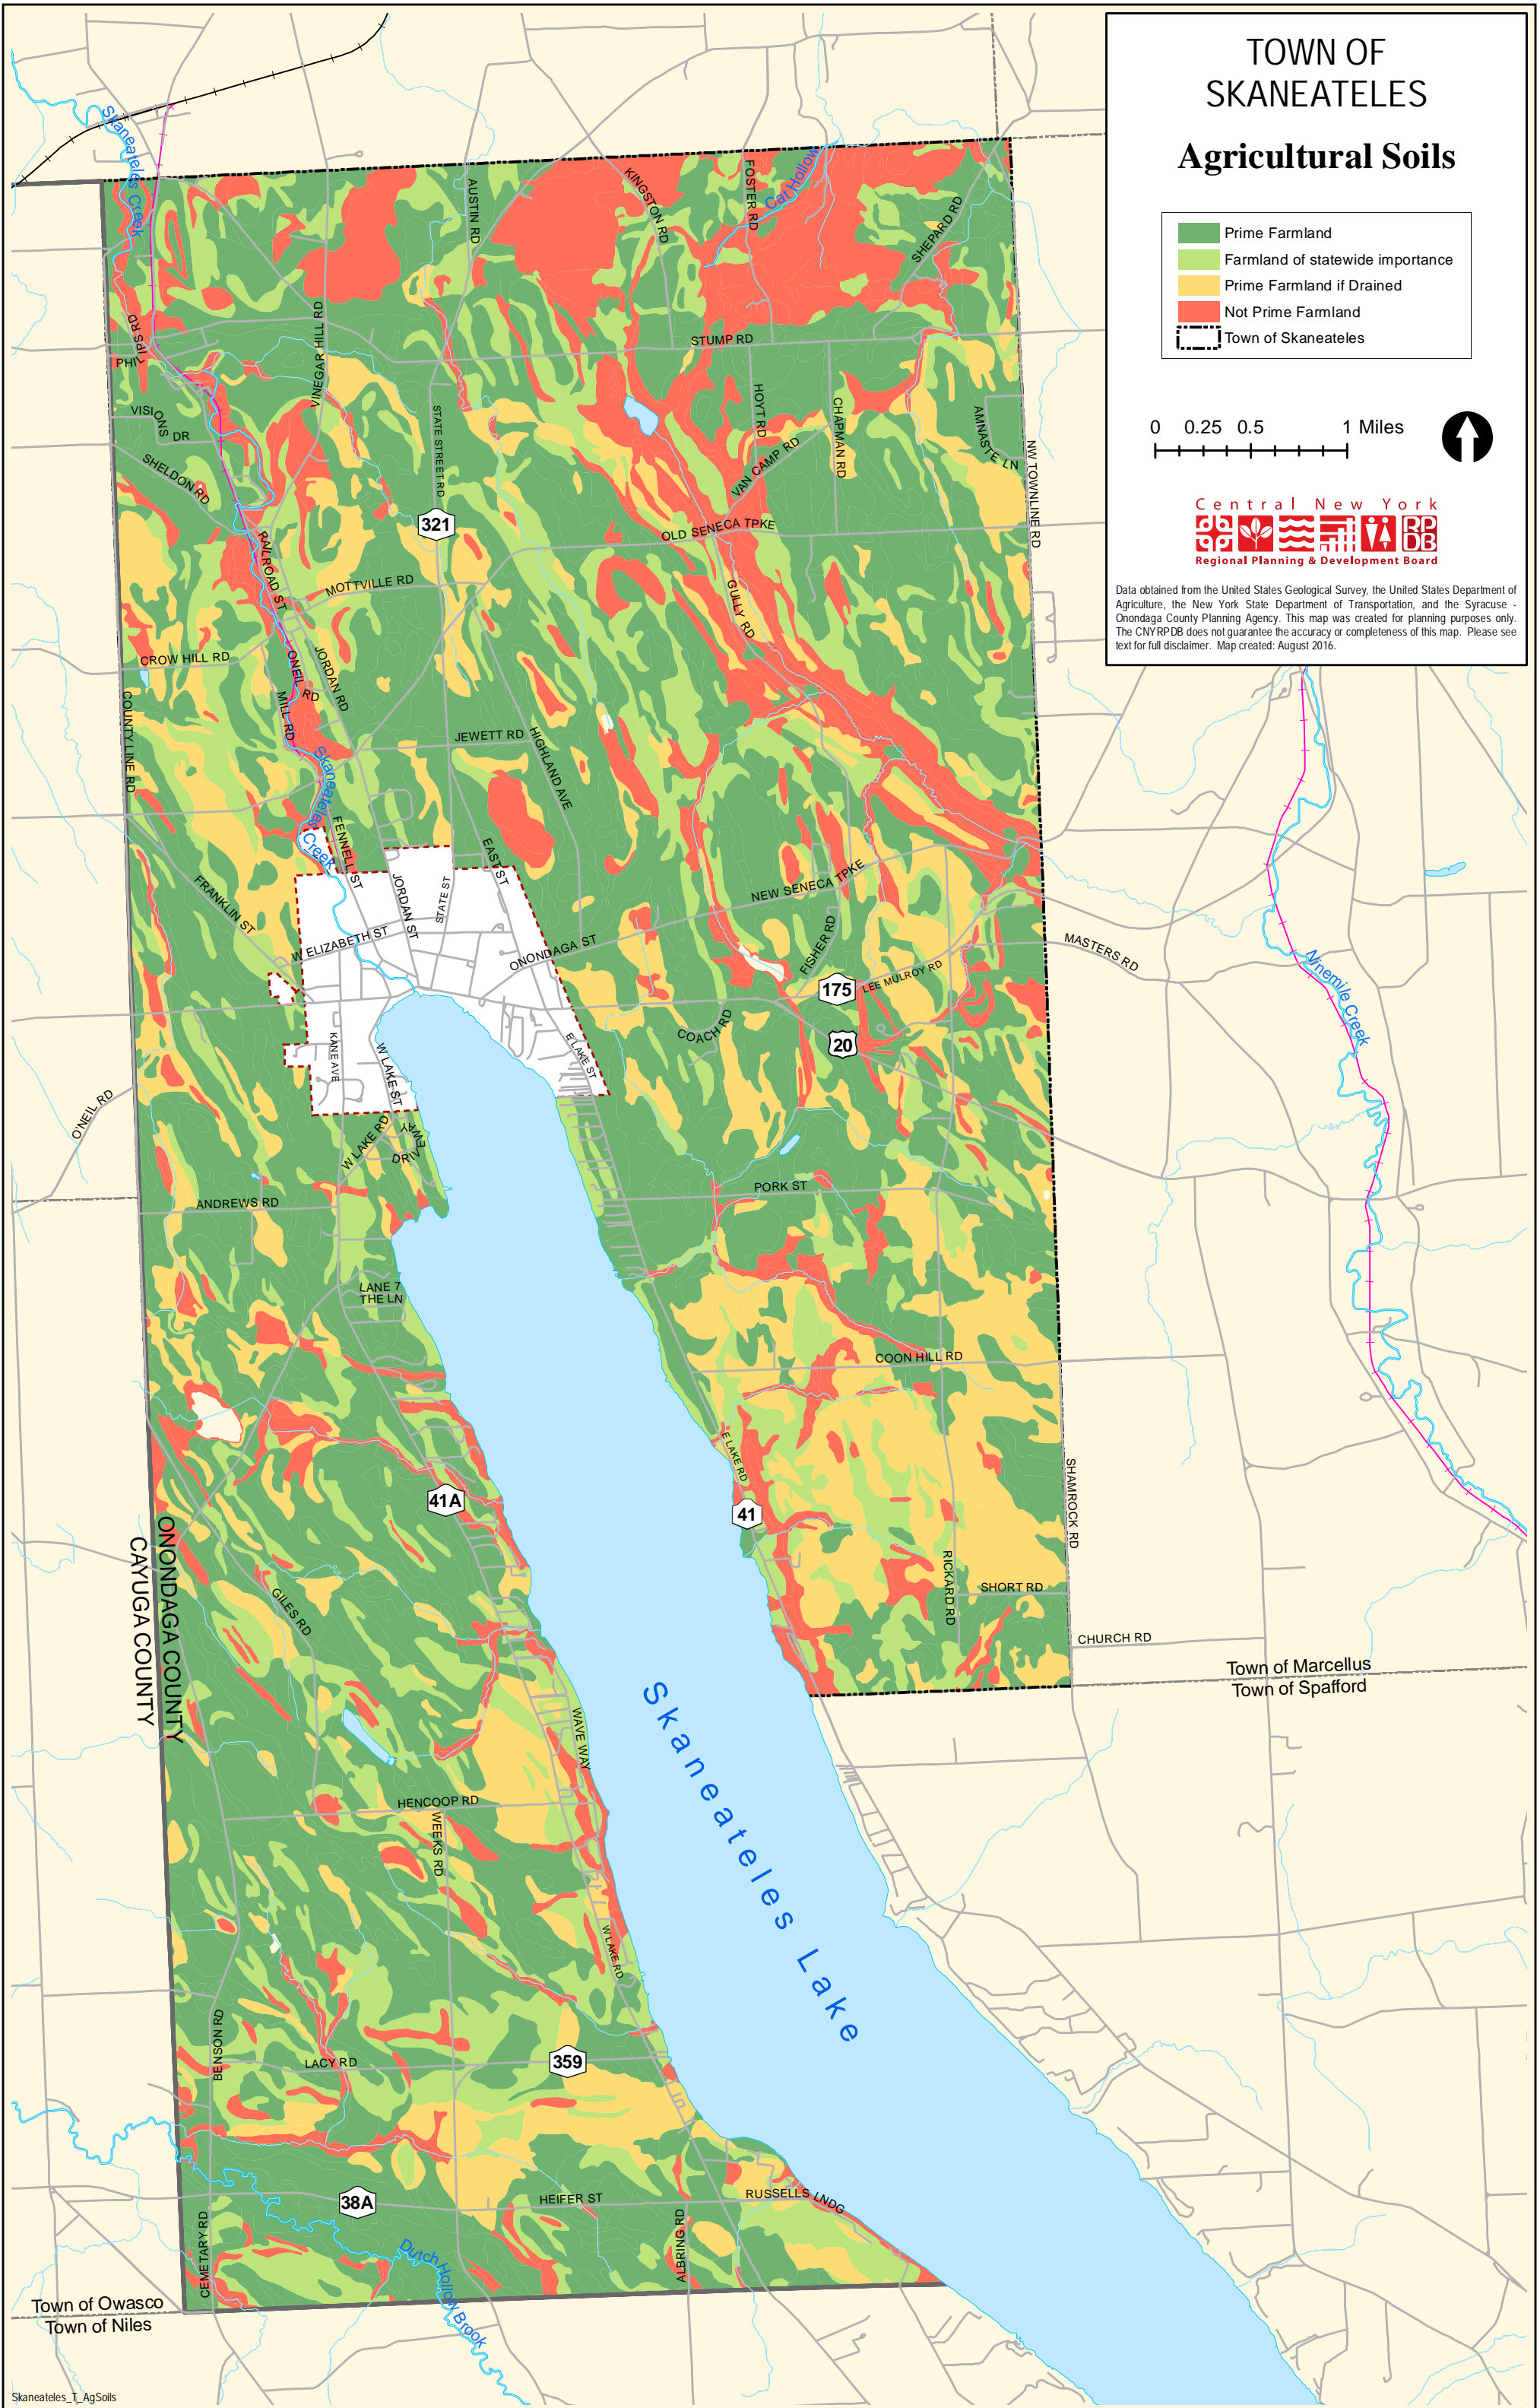 TOWN OF
SKANEATELES
Agricultural Soils
Prime Farmland
Farmland of statewide importance
Prime Farmland if Drained
Not Prime Farmland
Town of Skaneateles
0 0.25 0.5 1 Miles
Central New York
RP
DB
Regional Planning & Development Board
Data obtained from the United States Geological Survey, the United States Department of
Agriculture, the New York State Department of Transportation, and the Syracuse -
Onondaga County Planning Agency. This map was created for planning purposes only.
The CNYRPDB does not guarantee the accuracy or completeness of this map. Please see
text for full disclaimer. Map created: August 2016.
Skaneateles Creek
AUSTIN RD
KINGSTON RD
FOSTER RD
Cat Hollow
SHEPARD RD
TIPS RD
PHI
VINEGAR HILL RD
STUMP RD
VISI
ONS
DR
STATE STREET RD
HOYT RD
CHAPMAN RD
AMNASTE LN
NW TOWNLINE RD
SHELDON RD
VAN CAMP RD
321
OLD SENECA TPKE
RAILROAD ST
MOTTVILLE RD
GULLY RD
CROW HILL RD
ONEIL
RD
JORDAN RD
MILL RD
COUNTY LINE RD
JEWETT RD
HIGHLAND AVE
Skaneateles
Creek
FENNELL ST
EAST ST
FRANKLIN ST
JORDAN ST
STATE ST
NEW SENECA TPKE
W ELIZABETH ST
ONONDAGA ST
FISHER RD
MASTERS RD
LEE MULROY RD
175
Ninemile Creek
COACH RD
20
KANE AVE
W LAKE ST
E LAKE ST
O'NEIL RD
W LAKE RD
EWAY
DRIV
ANDREWS RD
PORK ST
LANE 7
THE LN
COON HILL RD
E LAKE RD
SHAMROCK RD
41A
41
ONONDAGA COUNTY
CAYUGA COUNTY
GILES RD
RICKARD RD
SHORT RD
CHURCH RD
Town of Marcellus
Town of Spafford
Skaneateles Lake
WAVE WAY
HENCOOP RD
WEEKS RD
W LAKE RD
BENSON RD
LACY RD
359
38A
HEIFER ST
RUSSELLS LNDG
ALBRING RD
CEMETARY RD
Dutch Hollow Brook
Town of Owasco
Town of Niles
Skaneateles_T_AgSoils